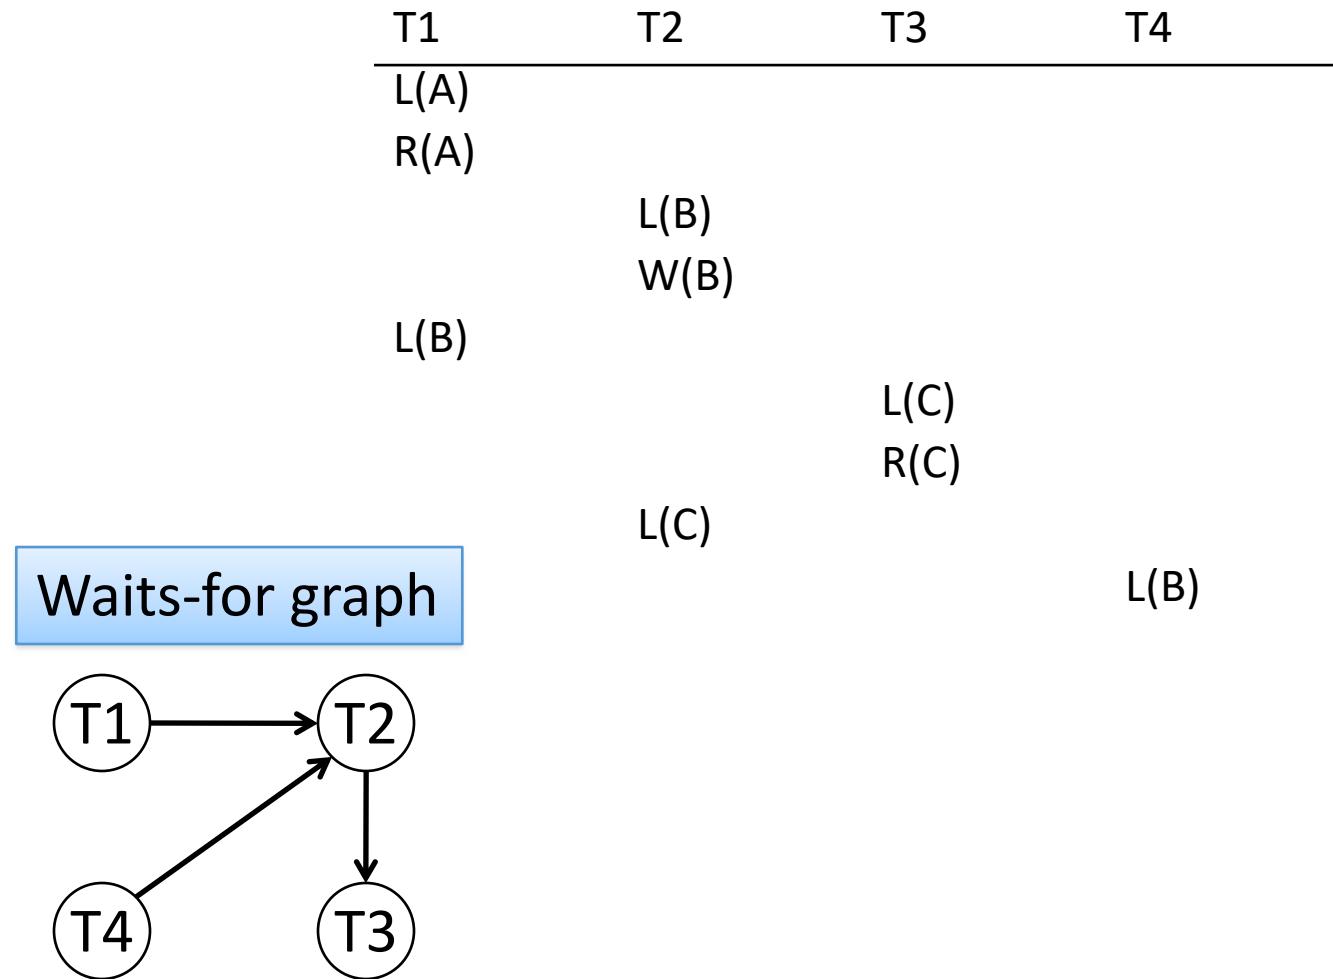 T1 T2 T3 T4
L(A)
R(A)
L(B)
W(B)
L(B)
L(C)
R(C)
L(C)
L(B)
Waits-for graph
T1 T2
T4 T3